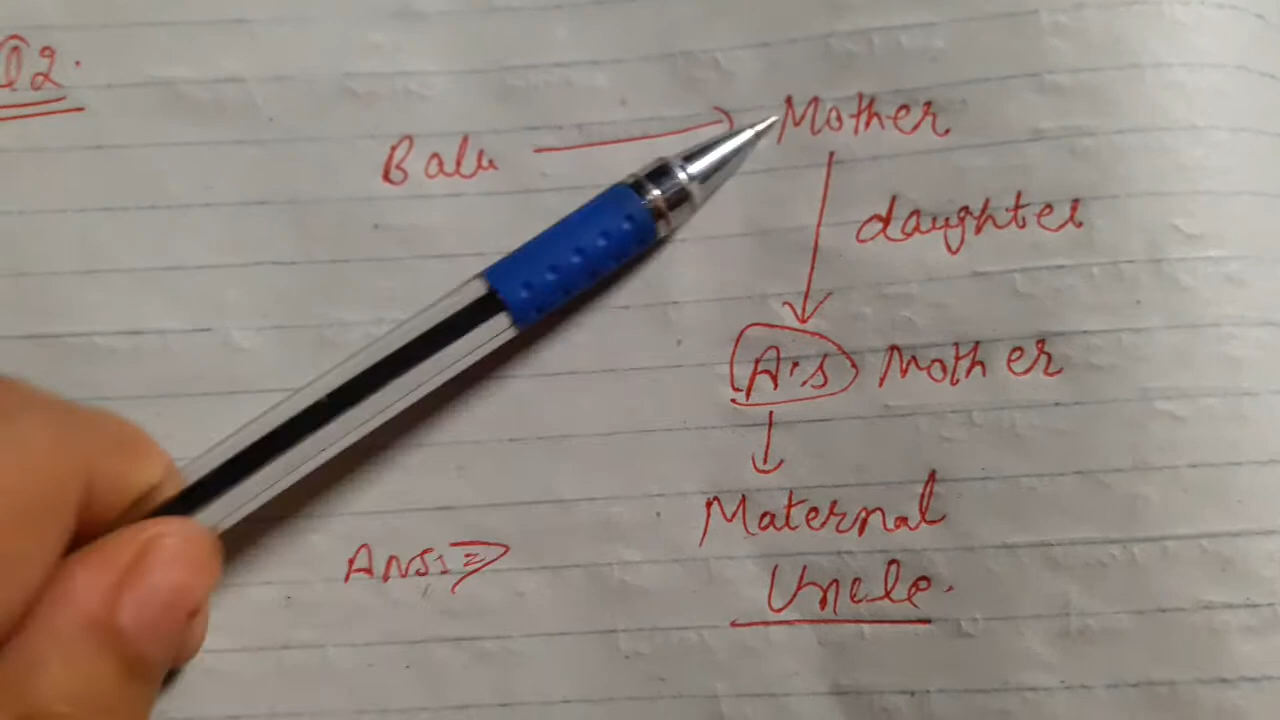 Q2.
Balu → Mother
daughter
A's Mother
Maternal
Ans:⇒ Uncle.